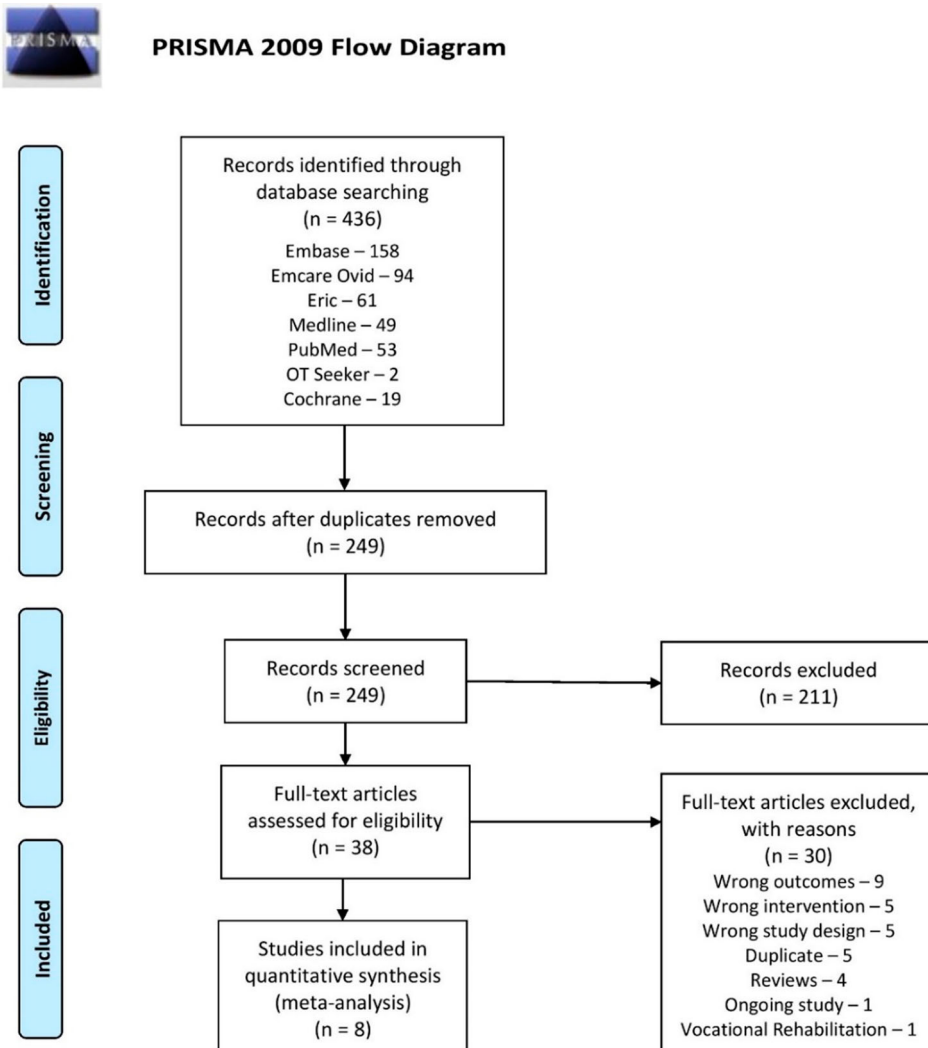 PRISMA
PRISMA 2009 Flow Diagram
Identification
Records identified through
database searching
(n = 436)
Embase – 158
Emcare Ovid – 94
Eric – 61
Medline – 49
PubMed – 53
OT Seeker – 2
Cochrane – 19
Screening
Records after duplicates removed
(n = 249)
Eligibility
Records screened
(n = 249)
Records excluded
(n = 211)
Full-text articles
assessed for eligibility
(n = 38)
Full-text articles excluded,
with reasons
(n = 30)
Wrong outcomes – 9
Wrong intervention – 5
Wrong study design – 5
Duplicate – 5
Reviews – 4
Ongoing study – 1
Vocational Rehabilitation – 1
Included
Studies included in
quantitative synthesis
(meta-analysis)
(n = 8)